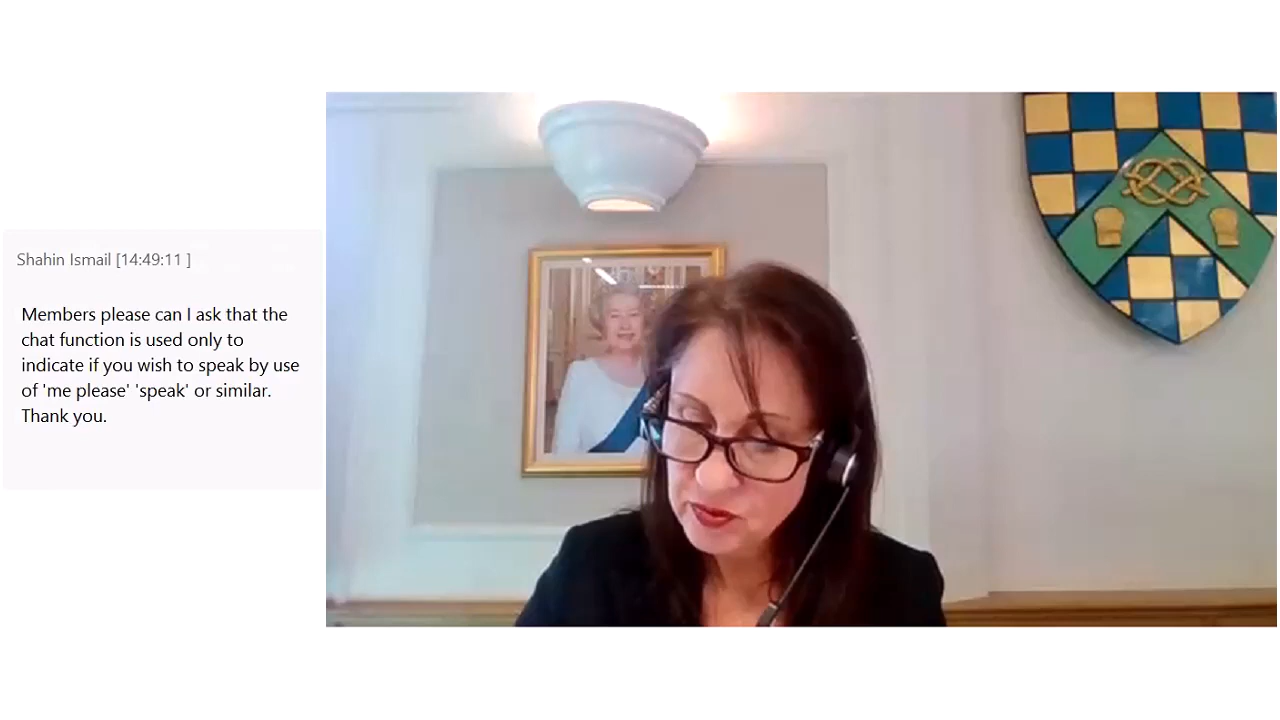 Shahin Ismail [14:49:11 ]
Members please can I ask that the
chat function is used only to
indicate if you wish to speak by use
of 'me please' 'speak' or similar.
Thank you.